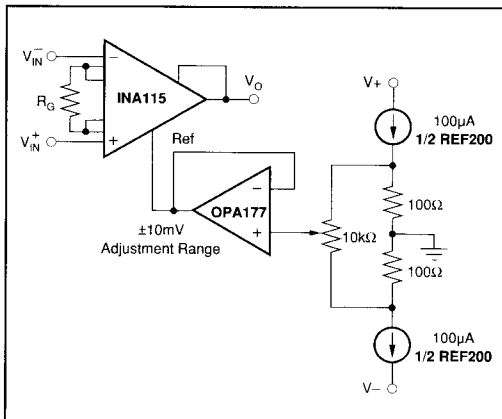 V⁻IN
−
INA115
RG
V⁺IN
+
VO
Ref
V+
100µA
1/2 REF200
−
OPA177
+
100Ω
10kΩ
100Ω
±10mV
Adjustment Range
100µA
1/2 REF200
V−